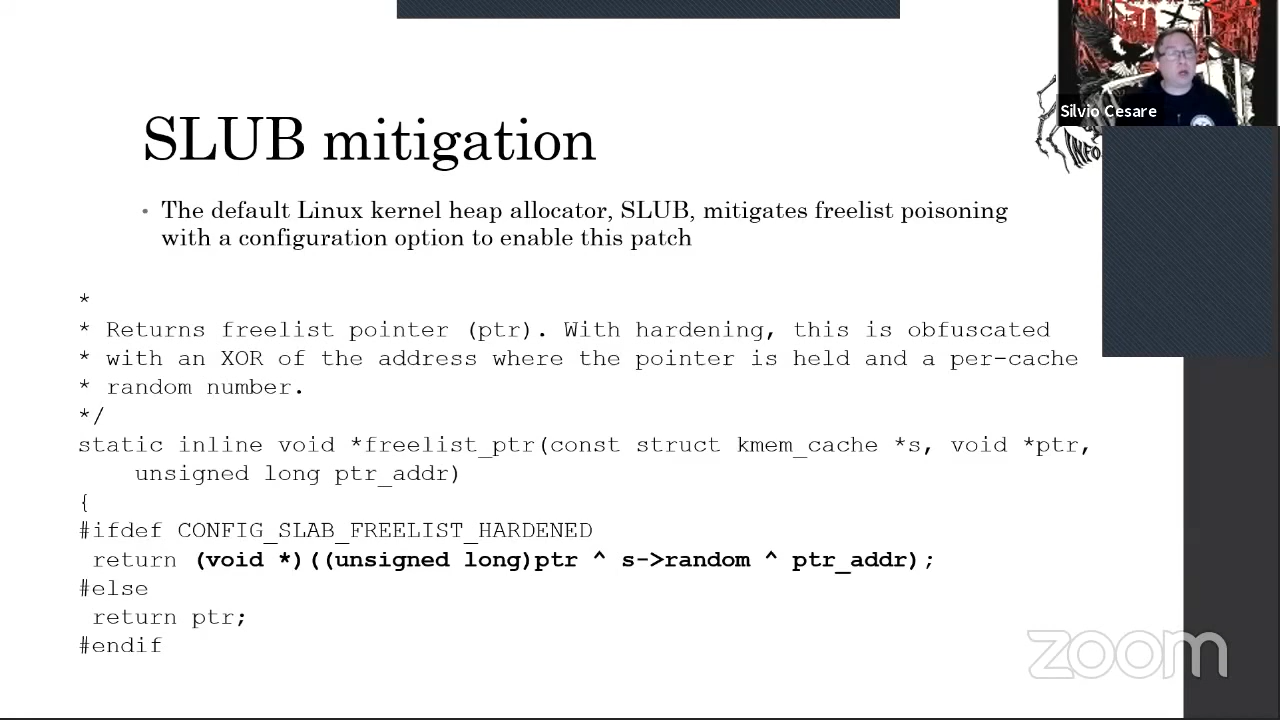 Silvio Cesare
INFO
SLUB mitigation
• The default Linux kernel heap allocator, SLUB, mitigates freelist poisoning
with a configuration option to enable this patch
*
* Returns freelist pointer (ptr). With hardening, this is obfuscated
* with an XOR of the address where the pointer is held and a per-cache
* random number.
*/
static inline void *freelist_ptr(const struct kmem_cache *s, void *ptr,
unsigned long ptr_addr)
{
#ifdef CONFIG_SLAB_FREELIST_HARDENED
return (void *)((unsigned long)ptr ^ s->random ^ ptr_addr);
#else
return ptr;
#endif
zoom